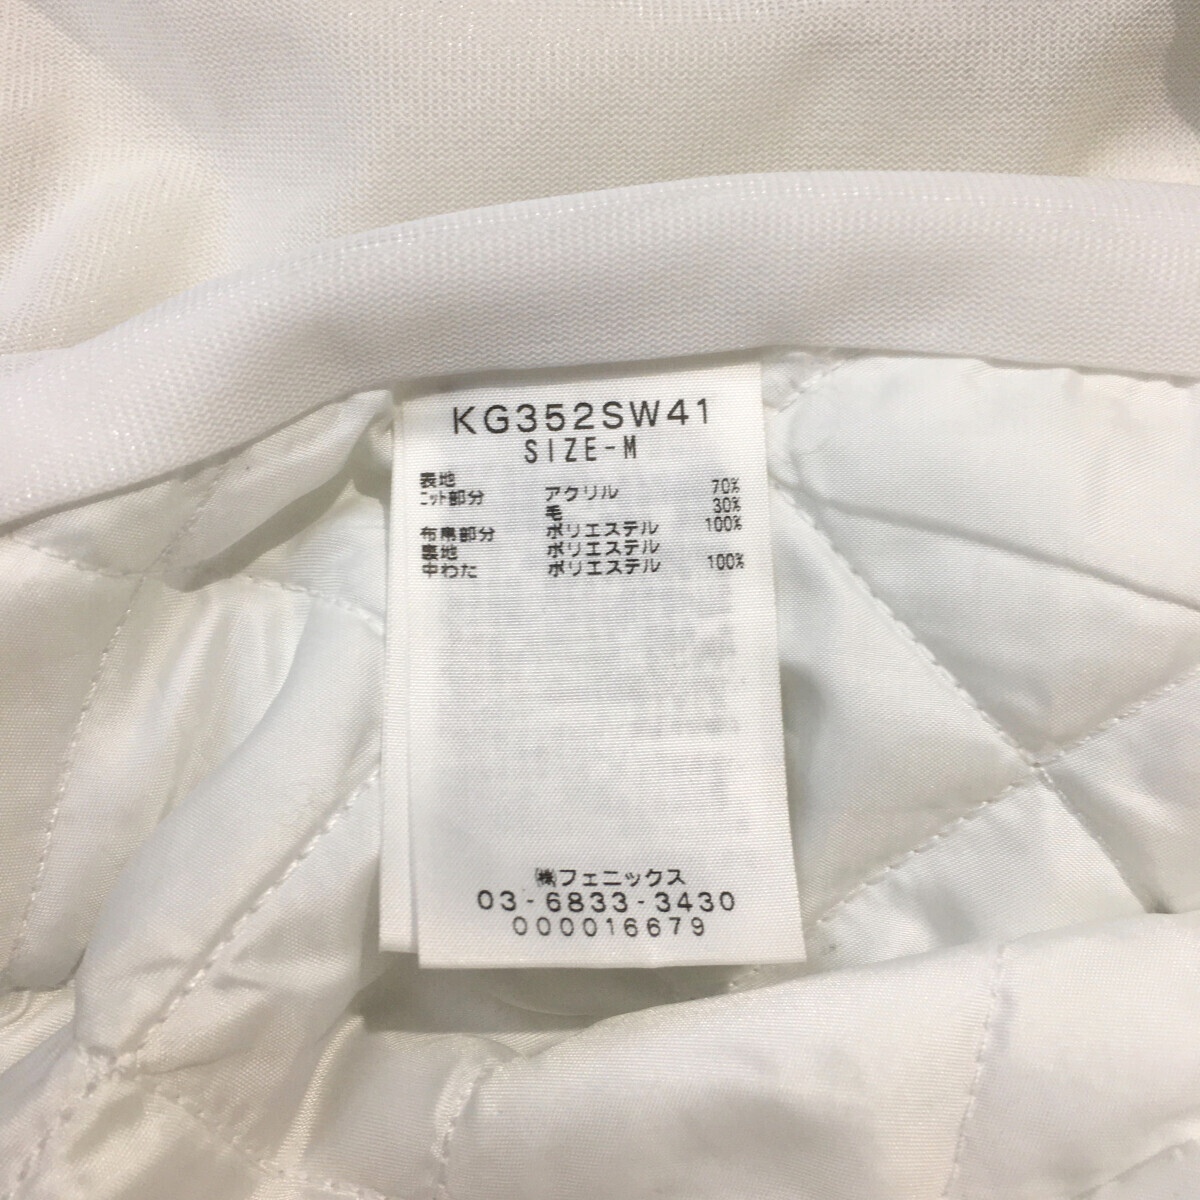 KG352SW41
SIZE-M
表地
ニット部分 アクリル 70%
毛 30%
布帛部分 ポリエステル 100%
裏地 ポリエステル
中わた ポリエステル 100%
㈱フェニックス
03-6833-3430
000016679